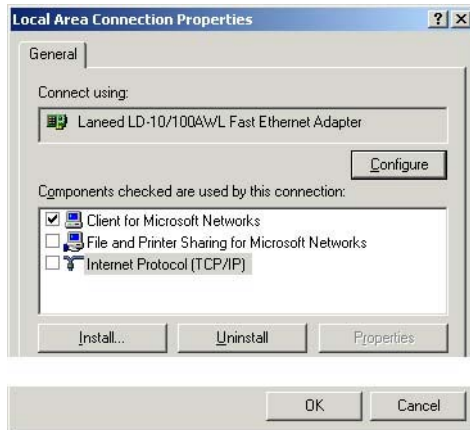 Local Area Connection Properties
General
Connect using:
Laneed LD-10/100AWL Fast Ethernet Adapter
Configure
Components checked are used by this connection:
Client for Microsoft Networks
File and Printer Sharing for Microsoft Networks
Internet Protocol (TCP/IP)
Install... Uninstall Properties
OK Cancel